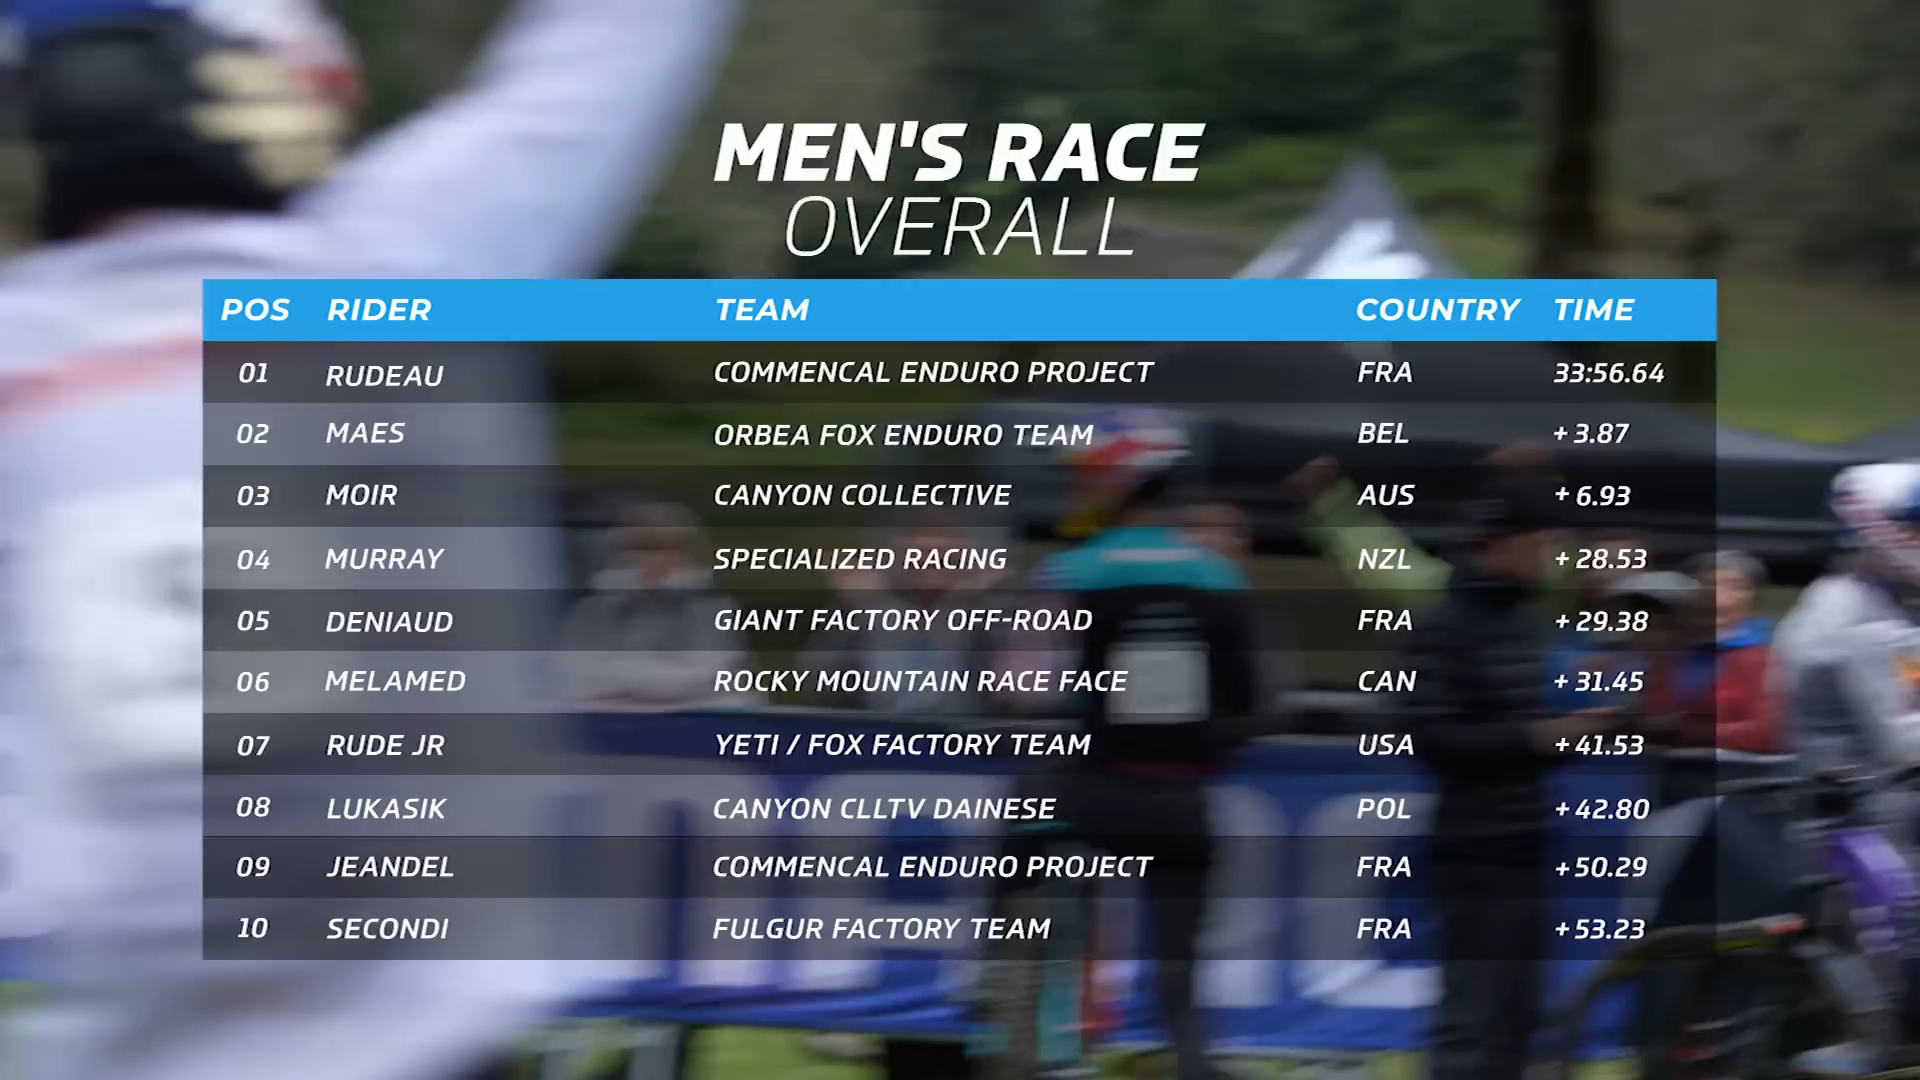 MEN'S RACE
OVERALL
POS RIDER TEAM COUNTRY TIME
01 RUDEAU COMMENCAL ENDURO PROJECT FRA 33:56.64
02 MAES ORBEA FOX ENDURO TEAM BEL + 3.87
03 MOIR CANYON COLLECTIVE AUS + 6.93
04 MURRAY SPECIALIZED RACING NZL + 28.53
05 DENIAUD GIANT FACTORY OFF-ROAD FRA + 29.38
06 MELAMED ROCKY MOUNTAIN RACE FACE CAN + 31.45
07 RUDE JR YETI / FOX FACTORY TEAM USA + 41.53
08 LUKASIK CANYON CLLTV DAINESE POL + 42.80
09 JEANDEL COMMENCAL ENDURO PROJECT FRA + 50.29
10 SECONDI FULGUR FACTORY TEAM FRA + 53.23